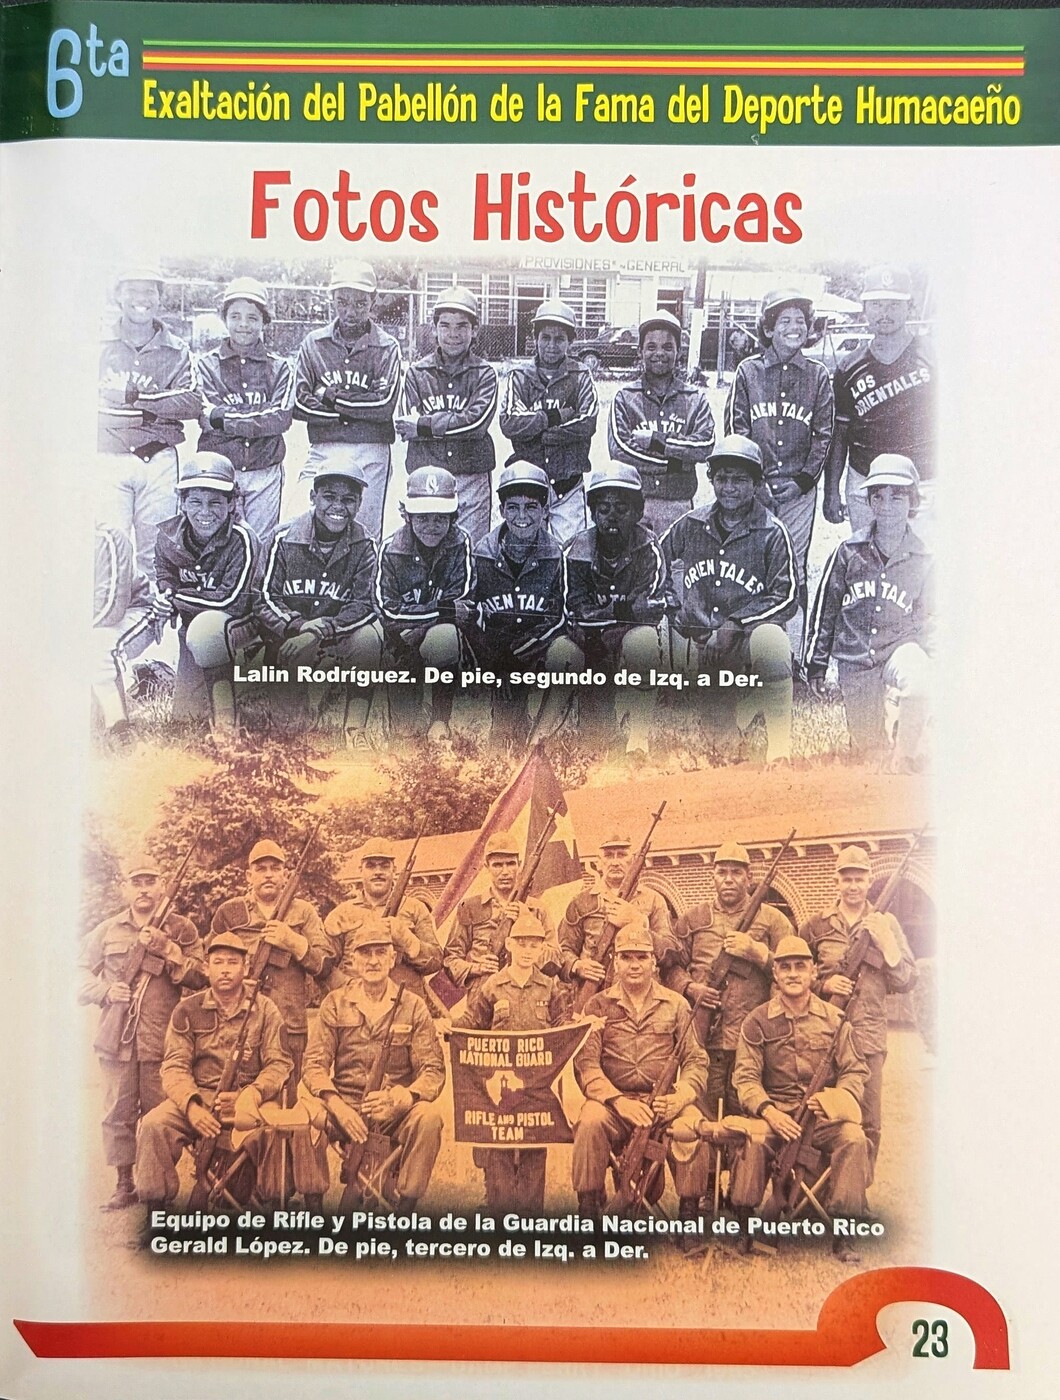 6ta
Exaltación del Pabellón de la Fama del Deporte Humacaeño
Fotos Históricas
PROVISIONES GENERAL
LOS
ORIENTALES
ORIENTALES
Lalin Rodríguez. De pie, segundo de Izq. a Der.
PUERTO RICO
NATIONAL GUARD
RIFLE AND PISTOL
TEAM
Equipo de Rifle y Pistola de la Guardia Nacional de Puerto Rico
Gerald López. De pie, tercero de Izq. a Der.
23